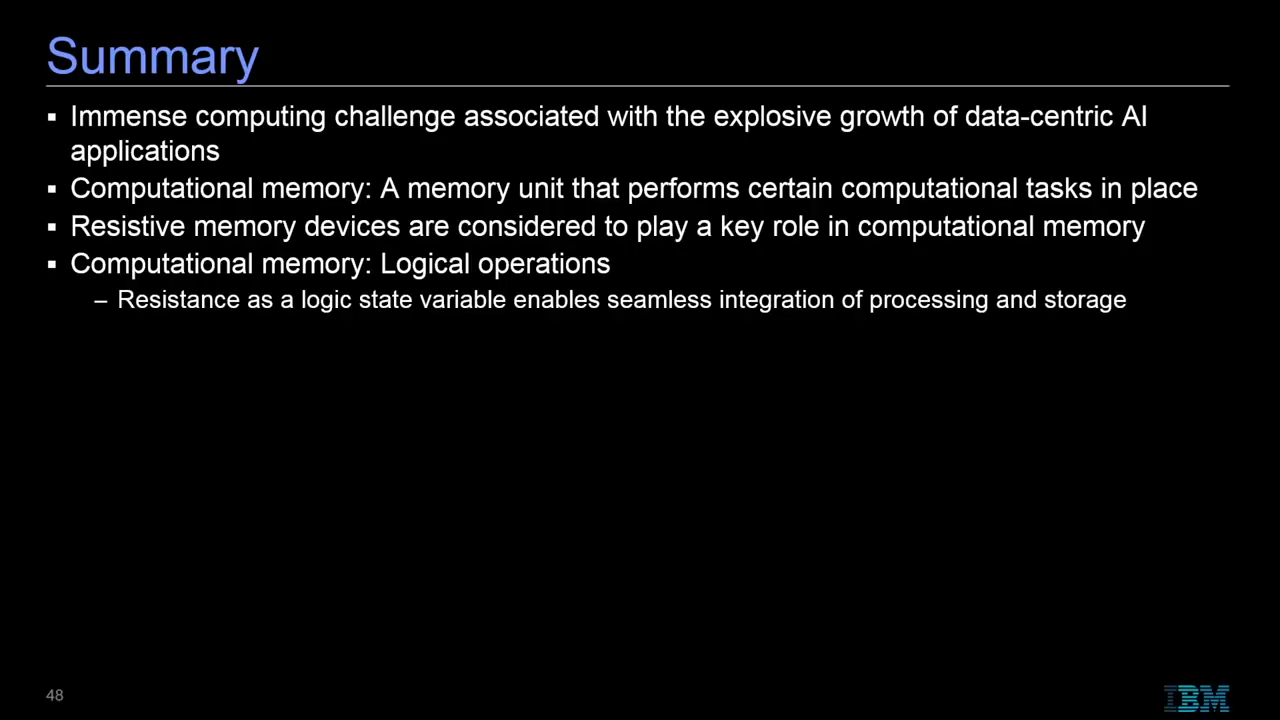 Summary
▪ Immense computing challenge associated with the explosive growth of data-centric AI
applications
▪ Computational memory: A memory unit that performs certain computational tasks in place
▪ Resistive memory devices are considered to play a key role in computational memory
▪ Computational memory: Logical operations
– Resistance as a logic state variable enables seamless integration of processing and storage
48
IBM